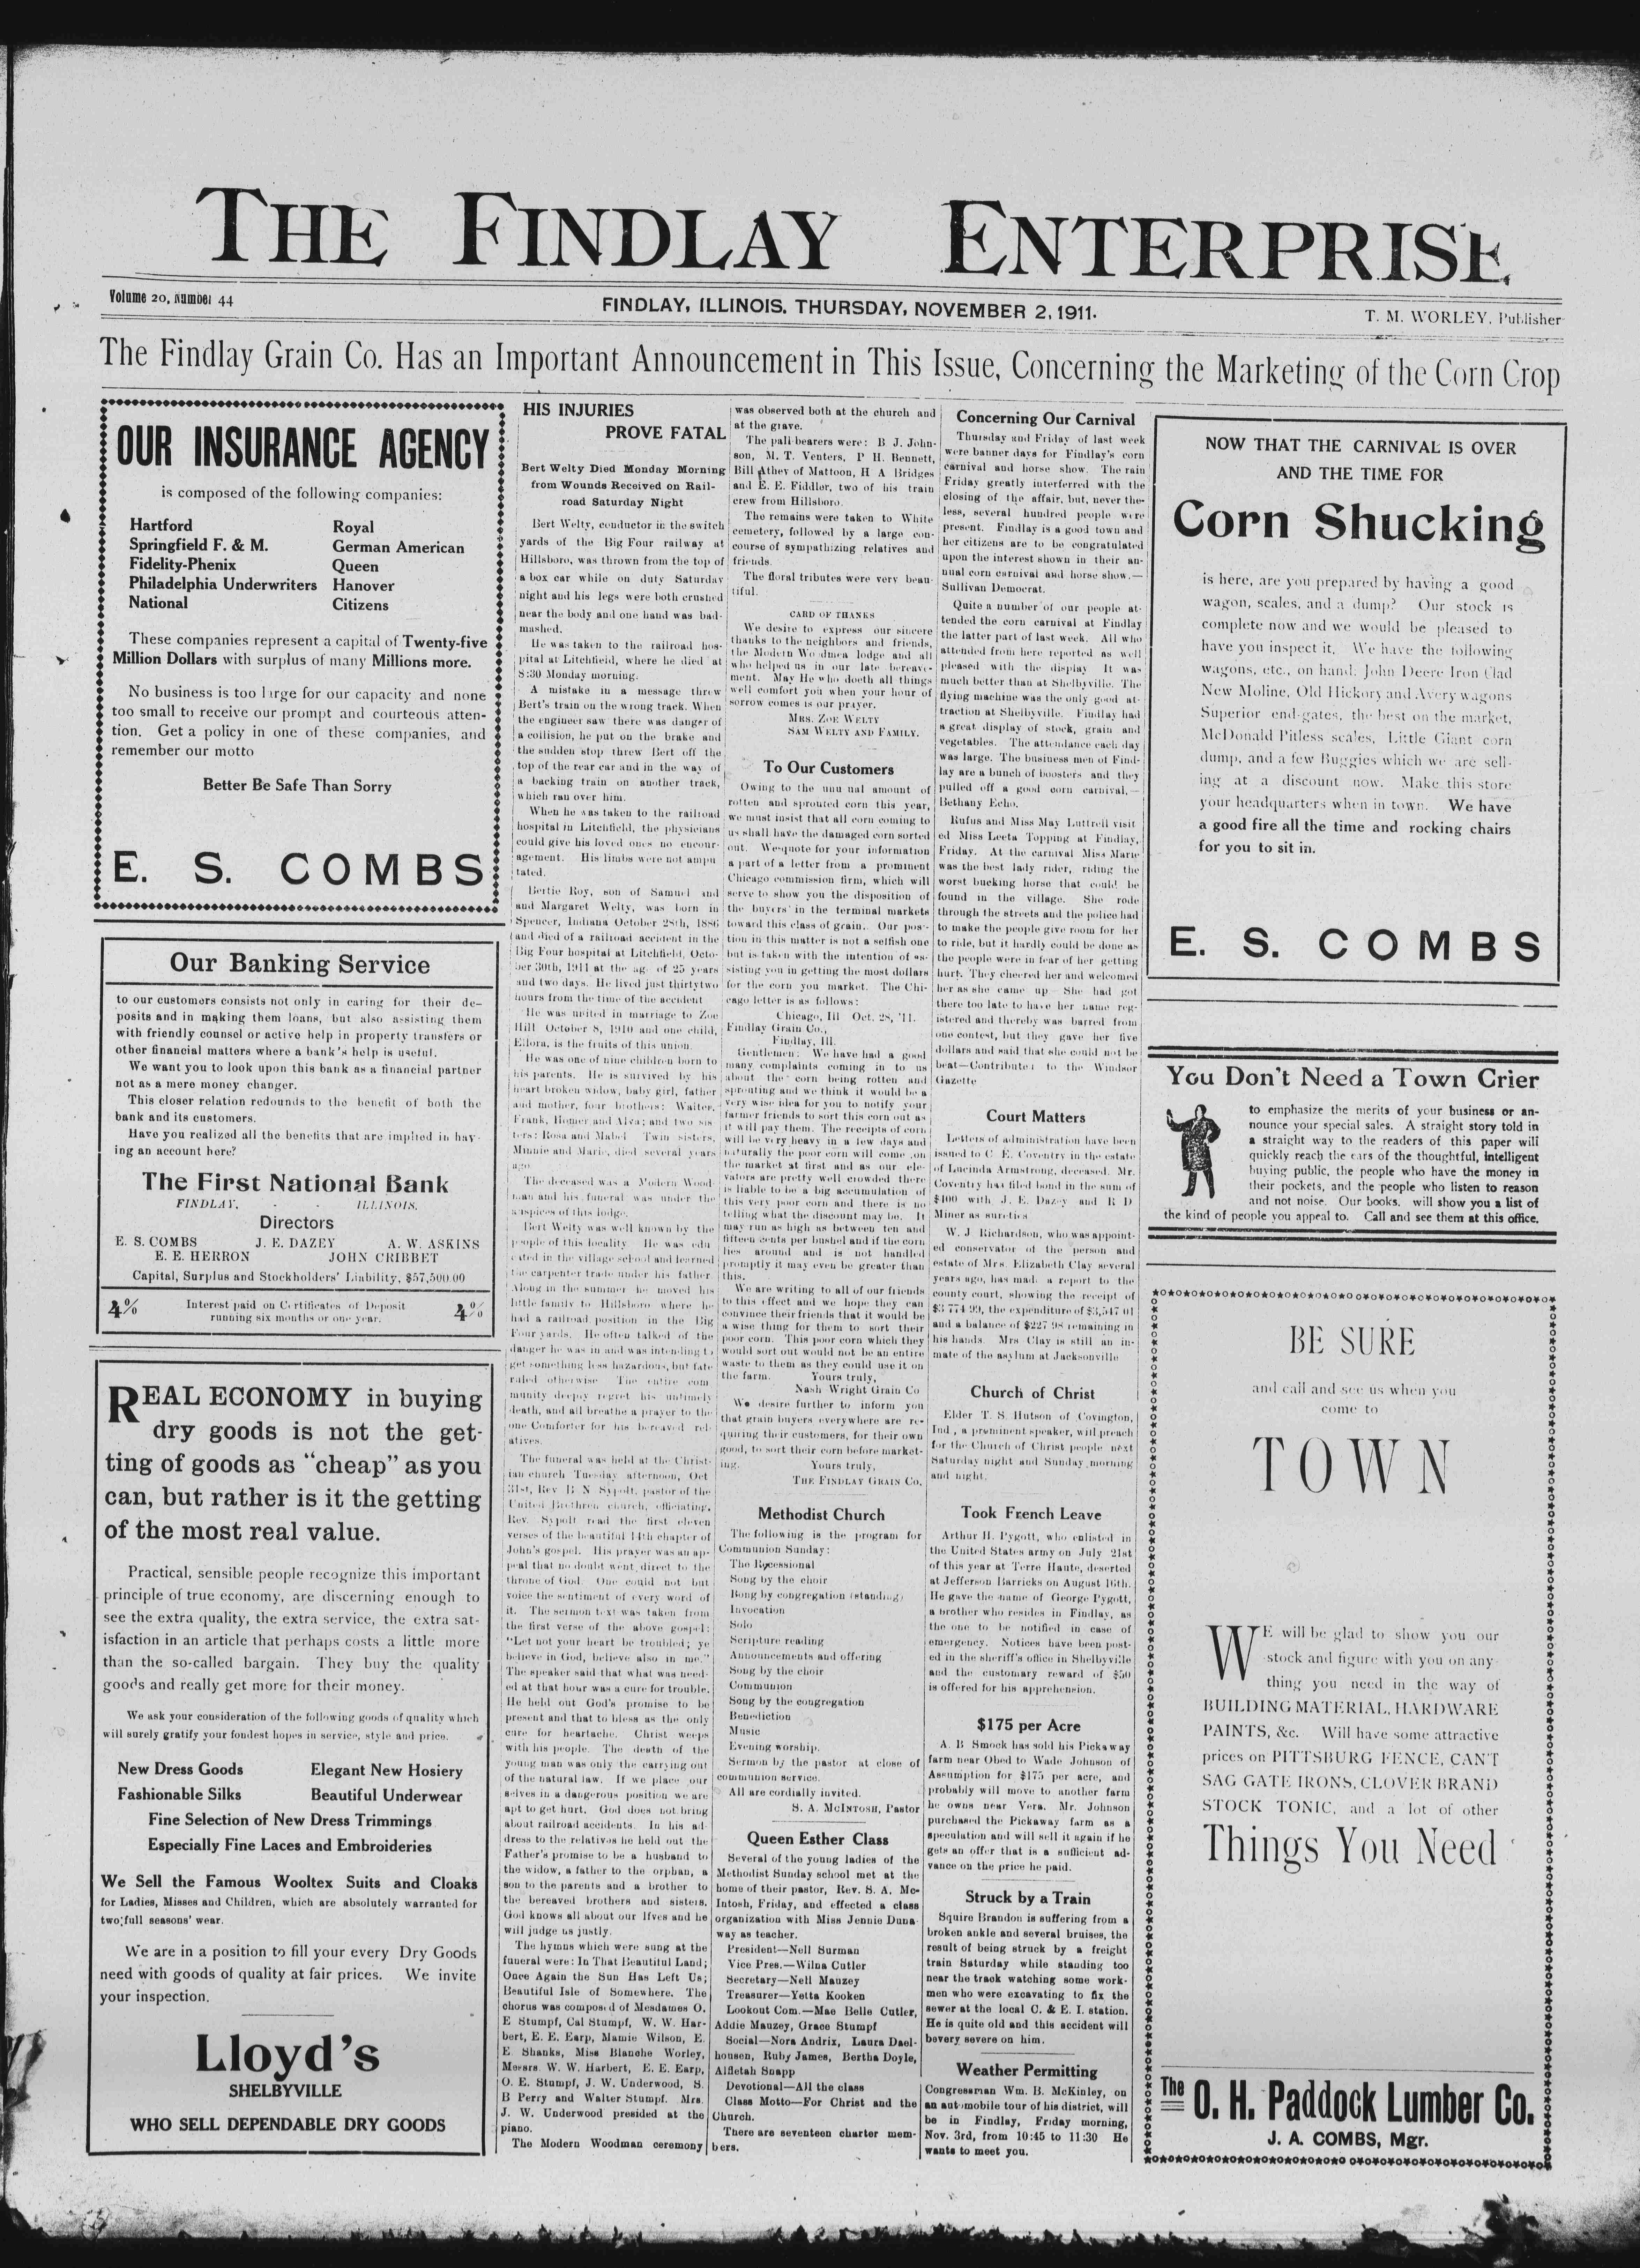 THE FINDLAY ENTERPRISE
Volume 20, Number 44
FINDLAY, ILLINOIS, THURSDAY, NOVEMBER 2, 1911.
T. M. WORLEY, Publisher
The Findlay Grain Co. Has an Important Announcement in This Issue, Concerning the Marketing of the Corn Crop
OUR INSURANCE AGENCY
is composed of the following companies:
Hartford Royal
Springfield F. & M. German American
Fidelity-Phenix Queen
Philadelphia Underwriters Hanover
National Citizens
These companies represent a capital of Twenty-five
Million Dollars with surplus of many Millions more.
No business is too large for our capacity and none
too small to receive our prompt and courteous atten-
tion. Get a policy in one of these companies, and
remember our motto
Better Be Safe Than Sorry
E. S. COMBS
Our Banking Service
to our customers consists not only in caring for their de-
posits and in making them loans, but also assisting them
with friendly counsel or active help in property transfers or
other financial matters where a bank's help is useful.
We want you to look upon this bank as a financial partner
not as a mere money changer.
This closer relation redounds to the benefit of both the
bank and its customers.
Have you realized all the benefits that are implied in hav-
ing an account here?
The First National Bank
FINDLAY, - ILLINOIS.
Directors
E. S. COMBS J. E. DAZEY A. W. ASKINS
E. E. HERRON JOHN CRIBBET
Capital, Surplus and Stockholders' Liability, $57,500.00
4% Interest paid on Certificates of Deposit 4%
running six months or one year.
REAL ECONOMY in buying
dry goods is not the get-
ting of goods as "cheap" as you
can, but rather is it the getting
of the most real value.
Practical, sensible people recognize this important
principle of true economy, are discerning enough to
see the extra quality, the extra service, the extra sat-
isfaction in an article that perhaps costs a little more
than the so-called bargain. They buy the quality
goods and really get more for their money.
We ask your consideration of the following goods of quality which
will surely gratify your fondest hopes in service, style and price.
New Dress Goods Elegant New Hosiery
Fashionable Silks Beautiful Underwear
Fine Selection of New Dress Trimmings
Especially Fine Laces and Embroideries
We Sell the Famous Wooltex Suits and Cloaks
for Ladies, Misses and Children, which are absolutely warranted for
two full seasons' wear.
We are in a position to fill your every Dry Goods
need with goods of quality at fair prices. We invite
your inspection.
Lloyd's
SHELBYVILLE
WHO SELL DEPENDABLE DRY GOODS
HIS INJURIES
PROVE FATAL
Bert Welty Died Monday Morning
from Wounds Received on Rail-
road Saturday Night
Bert Welty, conductor in the switch
yards of the Big Four railway at
Hillsboro, was thrown from the top of
a box car while on duty Saturday
night and his legs were both crushed
near the body and one hand was bad-
mashed.
He was taken to the railroad hos-
pital at Litchfield, where he died at
8:30 Monday morning.
A mistake in a message threw
Bert's train on the wrong track. When
the engineer saw there was danger of
a collision, he put on the brake and
the sudden stop threw Bert off the
top of the rear car and in the way of
a backing train on another track,
which ran over him.
When he was taken to the railroad
hospital in Litchfield, the physicians
could give his loved ones no encour-
agement. His limbs were not ampu
tated.
Bertie Roy, son of Samuel and
and Margaret Welty, was born in
Spencer, Indiana October 28th, 1886
and died of a railroad accident in the
Big Four hospital at Litchfield, Octo-
ber 30th, 1911 at the ag. of 25 years
and two days. He lived just thirtytwo
hours from the time of the accident
He was united in marriage to Zoe
Hill October 8, 1910 and one child,
Ellora, is the fruits of this union.
He was one of nine children born to
his parents. He is survived by his
heart broken widow, baby girl, father
and mother, four brothers: Walter,
Frank, Homer and Alva; and two sis
ters: Rosa and Mabel Twin sisters,
Minnie and Marie, died several years
ago.
The deceased was a Modern Wood-
man and his funeral was under the
auspices of this lodge.
Bert Welty was well known by the
people of this locality He was edu
cated in the village school and learned
the carpenter trade under his father.
Along in the summer he moved his
little family to Hillsboro where he
had a railroad position in the Big
Four yards. He often talked of the
danger he was in and was intending to
get something less hazardous, but fate
ruled otherwise The entire com
munity deeply regret his untimely
death, and all breathe a prayer to the
one Comforter for his bereaved rel
atives.
The funeral was held at the Christ-
ian church Tuesday afternoon, Oct
31st, Rev B N Sypolt, pastor of the
United Brethren church, officiating.
Rev. Sypolt read the first eleven
verses of the beautiful 14th chapter of
John's gospel. His prayer was an ap-
peal that no doubt went direct to the
throne of God. One could not but
voice the sentiment of every word of
it. The sermon text was taken from
the first verse of the above gospel:
"Let not your heart be troubled; ye
believe in God, believe also in me."
The speaker said that what was need-
ed at that hour was a cure for trouble.
He held out God's promise to be
present and that to bless as the only
cure for heartache. Christ weeps
with his people. The death of the
young man was only the carrying out
of the natural law. If we place our
selves in a dangerous position we are
apt to get hurt. God does not bring
about railroad accidents. In his ad-
dress to the relatives he held out the
Father's promise to be a husband to
the widow, a father to the orphan, a
son to the parents and a brother to
the bereaved brothers and sisters.
God knows all about our lives and he
will judge us justly.
The hymns which were sung at the
funeral were: In That Beautiful Land;
Once Again the Sun Has Left Us;
Beautiful Isle of Somewhere. The
chorus was composed of Mesdames O.
E Stumpf, Cal Stumpf, W. W. Har-
bert, E. E. Earp, Mamie Wilson, E.
E. Shanks, Miss Blanche Worley,
Messrs. W. W. Harbert, E. E. Earp,
O. E. Stumpf, J. W. Underwood, S.
B Perry and Walter Stumpf. Mrs.
J. W. Underwood presided at the
piano.
The Modern Woodman ceremony
was observed both at the church and
at the grave.
The pall bearers were: B J. John-
son, M. T. Venters, P H. Bennett,
Bill Athey of Mattoon, H A Bridges
and E. E. Fiddler, two of his train
crew from Hillsboro.
The remains were taken to White
cemetery, followed by a large con-
course of sympathizing relatives and
friends.
The floral tributes were very beau-
tiful.
CARD OF THANKS
We desire to express our sincere
thanks to the neighbors and friends,
the Modern Wo dmen lodge and all
who helped us in our late bereave-
ment. May He who doeth all things
well comfort you when your hour of
sorrow comes is our prayer.
MRS. ZOE WELTY
SAM WELTY AND FAMILY.
To Our Customers
Owing to the unu ual amount of
rotten and sprouted corn this year,
we must insist that all corn coming to
us shall have the damaged corn sorted
out. We quote for your information
a part of a letter from a prominent
Chicago commission firm, which will
serve to show you the disposition of
the buyers in the terminal markets
toward this class of grain. Our pos-
tion in this matter is not a selfish one
but is taken with the intention of as-
sisting you in getting the most dollars
for the corn you market. The Chi-
cago letter is as follows:
Chicago, Ill Oct. 28, '11.
Findlay Grain Co.,
Findlay, Ill.
Gentlemen: We have had a good
many complaints coming in to us
about the corn being rotten and
sprouting and we think it would be a
very wise idea for you to notify your
farmer friends to sort this corn out as
it will pay them. The receipts of corn
will be very heavy in a few days and
naturally the poor corn will come on
the market at first and as our ele-
vators are pretty well crowded there
is liable to be a big accumulation of
this very poor corn and there is no
telling what the discount may be. It
may run as high as between ten and
fifteen cents per bushel and if the corn
lies around and is not handled
promptly it may even be greater than
this.
We are writing to all of our friends
to this effect and we hope they can
convince their friends that it would be
a wise thing for them to sort their
poor corn. This poor corn which they
would sort out would not be an entire
waste to them as they could use it on
the farm. Yours truly,
Nash Wright Grain Co
We desire further to inform you
that grain buyers everywhere are re-
quiring their customers, for their own
good, to sort their corn before market-
ing. Yours truly,
THE FINDLAY GRAIN CO.
Methodist Church
The following is the program for
Communion Sunday:
The Recessional
Song by the choir
Bong by congregation (standing)
Invocation
Solo
Scripture reading
Announcements and offering
Song by the choir
Communion
Song by the congregation
Benediction
Music
Evening worship.
Sermon by the pastor at close of
communion service.
All are cordially invited.
S. A. MCINTOSH, Pastor
Queen Esther Class
Several of the young ladies of the
Methodist Sunday school met at the
home of their pastor, Rev. S. A. Mc-
Intosh, Friday, and effected a class
organization with Miss Jennie Duna-
way as teacher.
President—Nell Surman
Vice Pres.—Wilna Cutler
Secretary—Nell Mauzey
Treasurer—Yetta Kooken
Lookout Com.—Mae Belle Cutler,
Addie Mauzey, Grace Stumpf
Social—Nora Andrix, Laura Dael-
housen, Ruby James, Bertha Doyle,
Alfletah Snapp
Devotional—All the class
Class Motto—For Christ and the
Church.
There are seventeen charter mem-
bers.
Concerning Our Carnival
Thursday and Friday of last week
were banner days for Findlay's corn
carnival and horse show. The rain
Friday greatly interferred with the
closing of the affair, but, never the-
less, several hundred people were
present. Findlay is a good town and
her citizens are to be congratulated
upon the interest shown in their an-
nual corn carnival and horse show.—
Sullivan Democrat.
Quite a number of our people at-
tended the corn carnival at Findlay
the latter part of last week. All who
attended from here reported as well
pleased with the display It was
much better than at Shelbyville. The
flying machine was the only good at-
traction at Shelbyville. Findlay had
a great display of stock, grain and
vegetables. The attendance each day
was large. The business men of Find-
lay are a bunch of boosters and they
pulled off a good corn carnival.—
Bethany Echo.
Rufus and Miss May Luttrell visit
ed Miss Leeta Topping at Findlay,
Friday. At the carnival Miss Marie
was the best lady rider, riding the
worst bucking horse that could be
found in the village. She rode
through the streets and the police had
to make the people give room for her
to ride, but it hardly could be done as
the people were in fear of her getting
hurt. They cheered her and welcomed
her as she came up She had got
there too late to have her name reg-
istered and thereby was barred from
one contest, but they gave her five
dollars and said that she could not be
beat—Contributer to the Windsor
Gazette
Court Matters
Letters of administration have been
issued to C E. Coventry in the estate
of Lucinda Armstrong, deceased. Mr.
Coventry has filed bond in the sum of
$400 with J. E. Dazey and R D
Miner as sureties
W. J Richardson, who was appoint-
ed conservator of the person and
estate of Mrs. Elizabeth Clay several
years ago, has made a report to the
county court, showing the receipt of
$3 774 99, the expenditure of $3,547 01
and a balance of $227 98 remaining in
his hands. Mrs Clay is still an in-
mate of the asylum at Jacksonville
Church of Christ
Elder T. S. Hutson of Covington,
Ind , a prominent speaker, will preach
for the Church of Christ people next
Saturday night and Sunday morning
and night.
Took French Leave
Arthur H. Pygott, who enlisted in
the United States army on July 21st
of this year at Terre Haute, deserted
at Jefferson Barricks on August 16th.
He gave the name of George Pygott,
a brother who resides in Findlay, as
the one to be notified in case of
emergency. Notices have been post-
ed in the sheriff's office in Shelbyville
and the customary reward of $50
is offered for his apprehension.
$175 per Acre
A. B Smock has sold his Pickaway
farm near Obed to Wade Johnson of
Assumption for $175 per acre, and
probably will move to another farm
he owns near Vera. Mr. Johnson
purchased the Pickaway farm as a
speculation and will sell it again if he
gets an offer that is a sufficient ad-
vance on the price he paid.
Struck by a Train
Squire Brandon is suffering from a
broken ankle and several bruises, the
result of being struck by a freight
train Saturday while standing too
near the track watching some work-
men who were excavating to fix the
sewer at the local C. & E. I. station.
He is quite old and this accident will
bevery severe on him.
Weather Permitting
Congressman Wm. B. McKinley, on
an automobile tour of his district, will
be in Findlay, Friday morning,
Nov. 3rd, from 10:45 to 11:30 He
wants to meet you.
NOW THAT THE CARNIVAL IS OVER
AND THE TIME FOR
Corn Shucking
is here, are you prepared by having a good
wagon, scales, and a dump? Our stock is
complete now and we would be pleased to
have you inspect it. We have the following
wagons, etc., on hand: John Deere Iron Clad
New Moline, Old Hickory and Avery wagons
Superior end-gates, the best on the market,
McDonald Pitless scales, Little Giant corn
dump, and a few Buggies which we are sell-
ing at a discount now. Make this store
your headquarters when in town. We have
a good fire all the time and rocking chairs
for you to sit in.
E. S. COMBS
You Don't Need a Town Crier
to emphasize the merits of your business or an-
nounce your special sales. A straight story told in
a straight way to the readers of this paper will
quickly reach the ears of the thoughtful, intelligent
buying public, the people who have the money in
their pockets, and the people who listen to reason
and not noise. Our books, will show you a list of
the kind of people you appeal to. Call and see them at this office.
BE SURE
and call and see us when you
come to
TOWN
WE will be glad to show you our
stock and figure with you on any-
thing you need in the way of
BUILDING MATERIAL, HARDWARE
PAINTS, &c. Will have some attractive
prices on PITTSBURG FENCE, CAN'T
SAG GATE IRONS, CLOVER BRAND
STOCK TONIC, and a lot of other
Things You Need
The O. H. Paddock Lumber Co.
J. A. COMBS, Mgr.